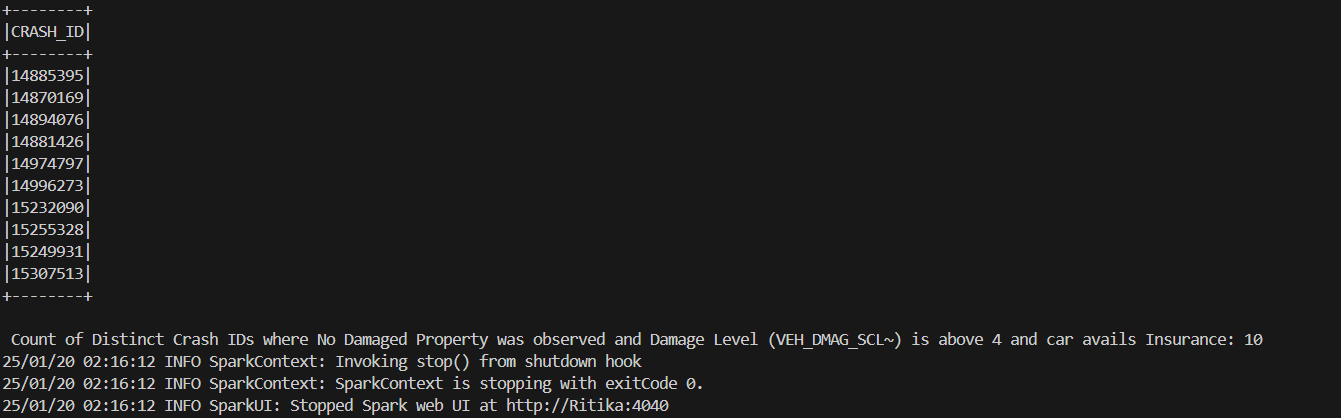 +--------+
|CRASH_ID|
+--------+
|14885395|
|14870169|
|14894076|
|14881426|
|14974797|
|14996273|
|15232090|
|15255328|
|15249931|
|15307513|
+--------+
Count of Distinct Crash IDs where No Damaged Property was observed and Damage Level (VEH_DMAG_SCL~) is above 4 and car avails Insurance: 10
25/01/20 02:16:12 INFO SparkContext: Invoking stop() from shutdown hook
25/01/20 02:16:12 INFO SparkContext: SparkContext is stopping with exitCode 0.
25/01/20 02:16:12 INFO SparkUI: Stopped Spark web UI at http://Ritika:4040